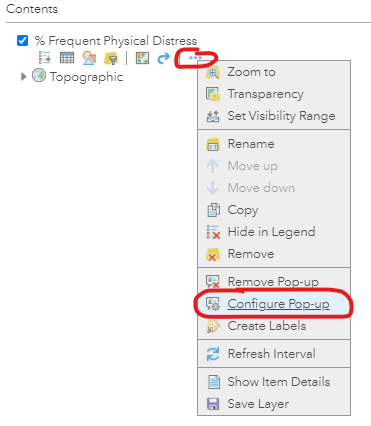 Contents
% Frequent Physical Distress
Topographic
Zoom to
Transparency
Set Visibility Range
Rename
Move up
Move down
Copy
Hide in Legend
Remove
Remove Pop-up
Configure Pop-up
Create Labels
Refresh Interval
Show Item Details
Save Layer